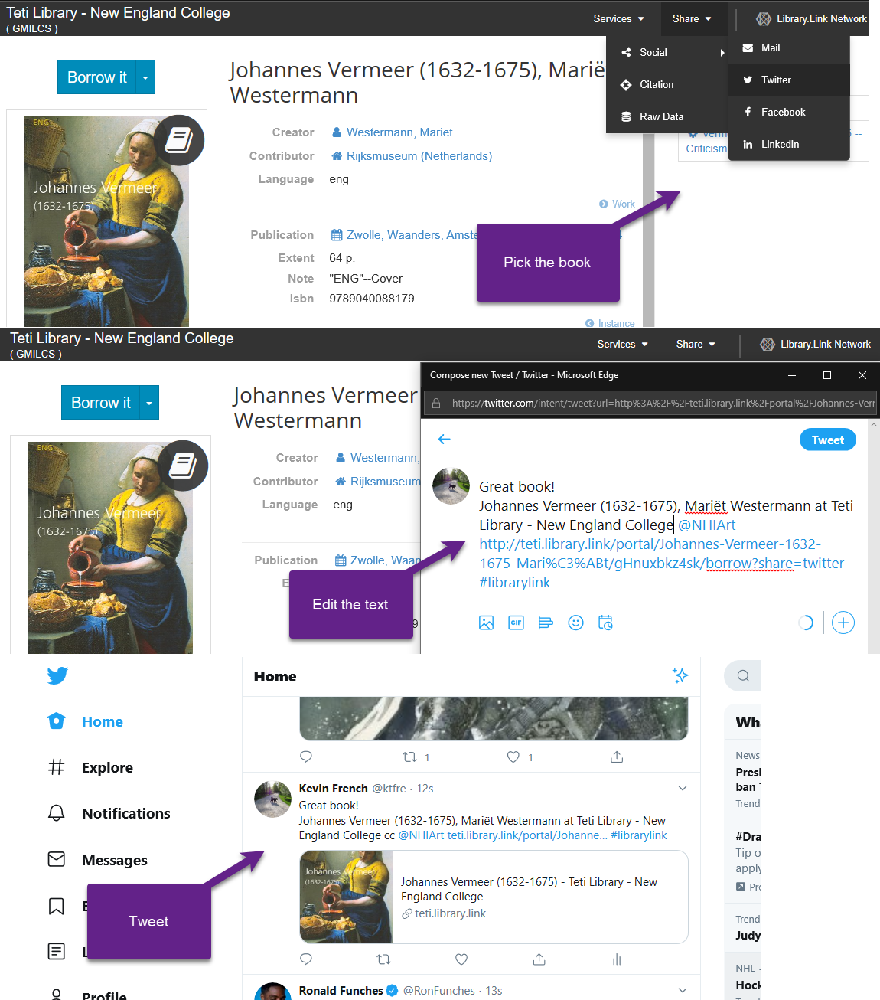 Teti Library - New England College
( GMILCS )
Services
Share
Library.Link Network
Social
Citation
Raw Data
Mail
Twitter
Facebook
LinkedIn
Borrow it
ENG
Johannes Vermeer
(1632-1675)
Johannes Vermeer (1632-1675), Marië
Westermann
Creator Westermann, Mariët
Contributor Rijksmuseum (Netherlands)
Language eng
Work
Criticism
Publication Zwolle, Waanders, Amste
Extent 64 p.
Note "ENG"--Cover
Isbn 9789040088179
Instance
Pick the book
Teti Library - New England College
( GMILCS )
Services
Share
Library.Link Network
Borrow it
ENG
Johannes Vermeer
(1632-1675)
Johannes Vermeer
Westermann
Creator Westermann,
Contributor Rijksmuseum
Language eng
Publication Zwolle, Waan
E
9
Edit the text
Compose new Tweet / Twitter - Microsoft Edge
https://twitter.com/intent/tweet?url=http%3A%2F%2Fteti.library.link%2Fportal%2FJohannes-Ver
Tweet
Great book!
Johannes Vermeer (1632-1675), Mariët Westermann at Teti
Library - New England College @NHIArt
http://teti.library.link/portal/Johannes-Vermeer-1632-
1675-Mari%C3%ABt/gHnuxbkz4sk/borrow?share=twitter
#librarylink
GIF
Home
Explore
Notifications
Messages
Profile
Tweet
Home
1
1
Kevin French @ktfre · 12s
Great book!
Johannes Vermeer (1632-1675), Mariët Westermann at Teti Library - New
England College cc @NHIArt teti.library.link/portal/Johanne... #librarylink
Johannes Vermeer
(1632-1675)
Johannes Vermeer (1632-1675) - Teti Library - New
England College
teti.library.link
Ronald Funches @RonFunches · 13s
Wh
News
Presi
ban
Trend
#Dra
Tip o
apply
Pro
Trend
Judy
NHL ·
Hock